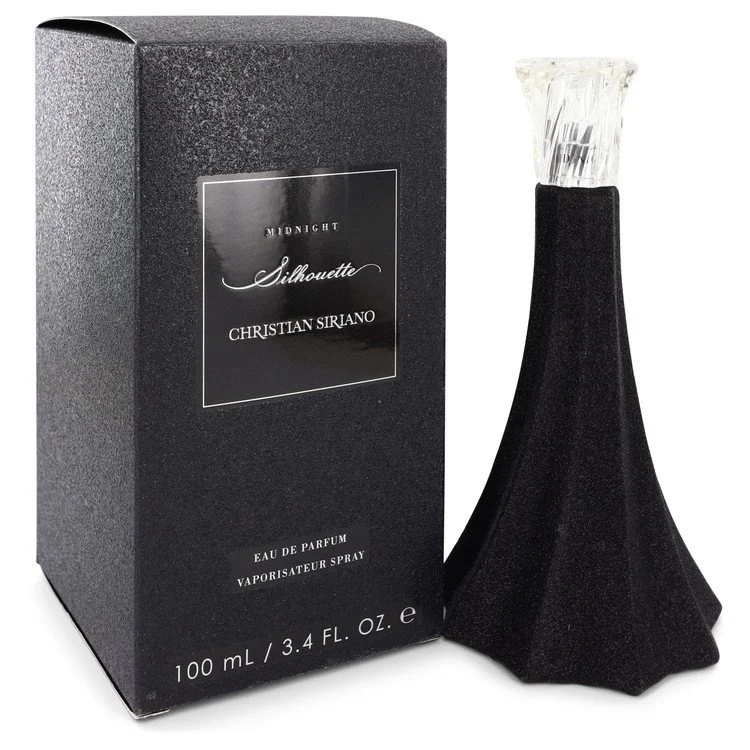 MIDNIGHT
Silhouette
CHRISTIAN SIRIANO
EAU DE PARFUM
VAPORISATEUR SPRAY
100 mL / 3.4 FL. OZ. ℮